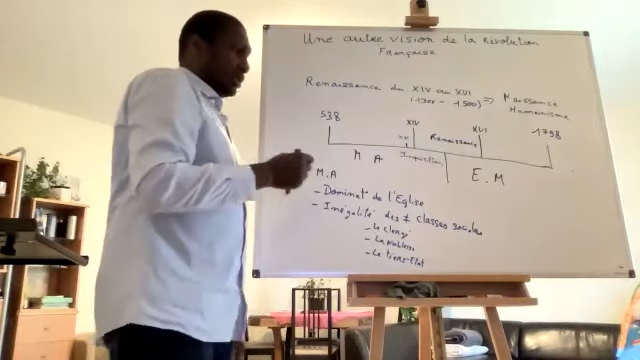 Une autre vision de la Révolution
Française
Renaissance du XIV au XVI => Naissance
(1300 - 1500) Humanisme
538 XIV XVI 1798
Renaissance
M A Inquisition E. M
M. A
- Dominat de l'Eglise
- Inégalité des ≠ classes sociales
- Le clergé
- La noblesse
- Le tiers-Etat